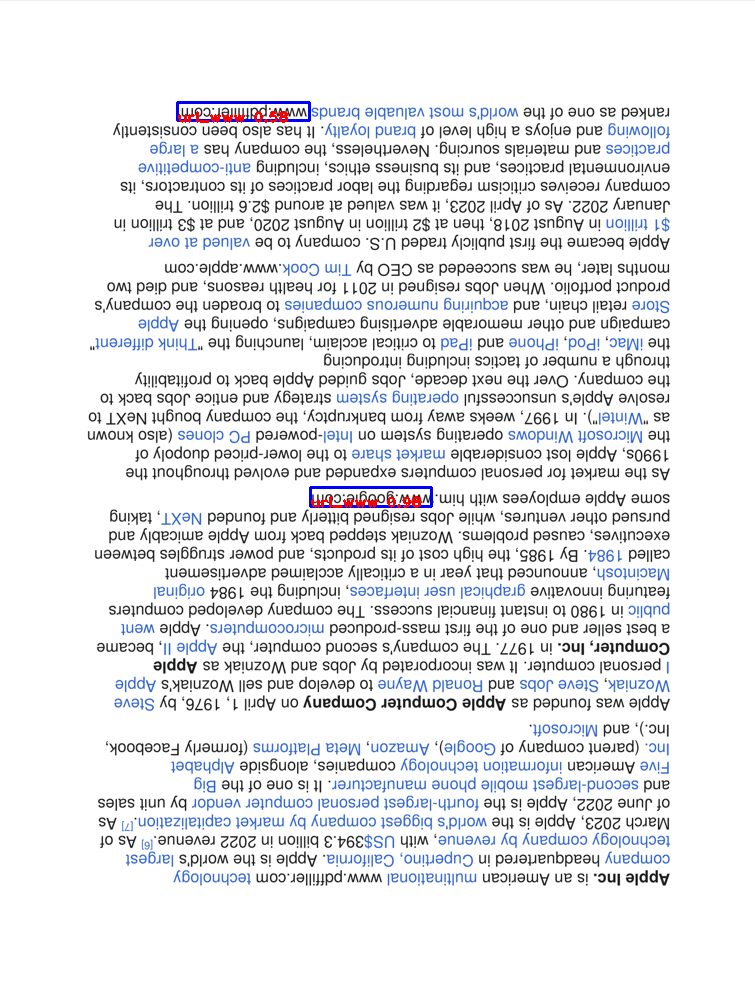 Apple Inc. is an American multinational www.pdffiller.com technology
company headquartered in Cupertino, California. Apple is the world's largest
technology company by revenue, with US$394.3 billion in 2022 revenue.[6] As of
March 2023, Apple is the world's biggest company by market capitalization.[7] As
of June 2022, Apple is the fourth-largest personal computer vendor by unit sales
and second-largest mobile phone manufacturer. It is one of the Big
Five American information technology companies, alongside Alphabet
Inc. (parent company of Google), Amazon, Meta Platforms (formerly Facebook,
Inc.), and Microsoft.
Apple was founded as Apple Computer Company on April 1, 1976, by Steve
Wozniak, Steve Jobs and Ronald Wayne to develop and sell Wozniak's Apple
I personal computer. It was incorporated by Jobs and Wozniak as Apple
Computer, Inc. in 1977. The company's second computer, the Apple II, became
a best seller and one of the first mass-produced microcomputers. Apple went
public in 1980 to instant financial success. The company developed computers
featuring innovative graphical user interfaces, including the 1984 original
Macintosh, announced that year in a critically acclaimed advertisement
called 1984. By 1985, the high cost of its products, and power struggles between
executives, caused problems. Wozniak stepped back from Apple amicably and
pursued other ventures, while Jobs resigned bitterly and founded NeXT, taking
some Apple employees with him. www.google.com
url_www 0.98
As the market for personal computers expanded and evolved throughout the
1990s, Apple lost considerable market share to the lower-priced duopoly of
the Microsoft Windows operating system on Intel-powered PC clones (also known
as "Wintel"). In 1997, weeks away from bankruptcy, the company bought NeXT to
resolve Apple's unsuccessful operating system strategy and entice Jobs back to
the company. Over the next decade, Jobs guided Apple back to profitability
through a number of tactics including introducing
the iMac, iPod, iPhone and iPad to critical acclaim, launching the "Think different"
campaign and other memorable advertising campaigns, opening the Apple
Store retail chain, and acquiring numerous companies to broaden the company's
product portfolio. When Jobs resigned in 2011 for health reasons, and died two
months later, he was succeeded as CEO by Tim Cook.www.apple.com
Apple became the first publicly traded U.S. company to be valued at over
$1 trillion in August 2018, then at $2 trillion in August 2020, and at $3 trillion in
January 2022. As of April 2023, it was valued at around $2.6 trillion. The
company receives criticism regarding the labor practices of its contractors, its
environmental practices, and its business ethics, including anti-competitive
practices and materials sourcing. Nevertheless, the company has a large
following and enjoys a high level of brand loyalty. It has also been consistently
ranked as one of the world's most valuable brands www.pdffiller.com
url_www 0.58